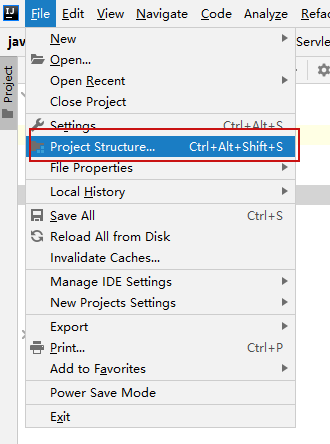 IJ File Edit View Navigate Code Analyze Refac
jav
Servle
Project
New
Open...
Open Recent
Close Project
Settings... Ctrl+Alt+S
Project Structure... Ctrl+Alt+Shift+S
File Properties
Local History
Save All Ctrl+S
Reload All from Disk
Invalidate Caches...
Manage IDE Settings
New Projects Settings
Export
Print... Ctrl+P
Add to Favorites
Power Save Mode
Exit